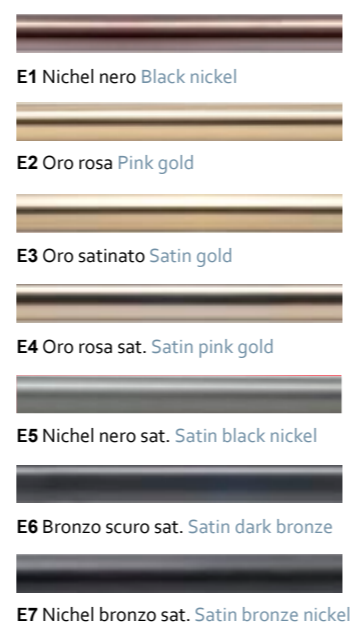 E1 Nichel nero Black nickel
E2 Oro rosa Pink gold
E3 Oro satinato Satin gold
E4 Oro rosa sat. Satin pink gold
E5 Nichel nero sat. Satin black nickel
E6 Bronzo scuro sat. Satin dark bronze
E7 Nichel bronzo sat. Satin bronze nickel